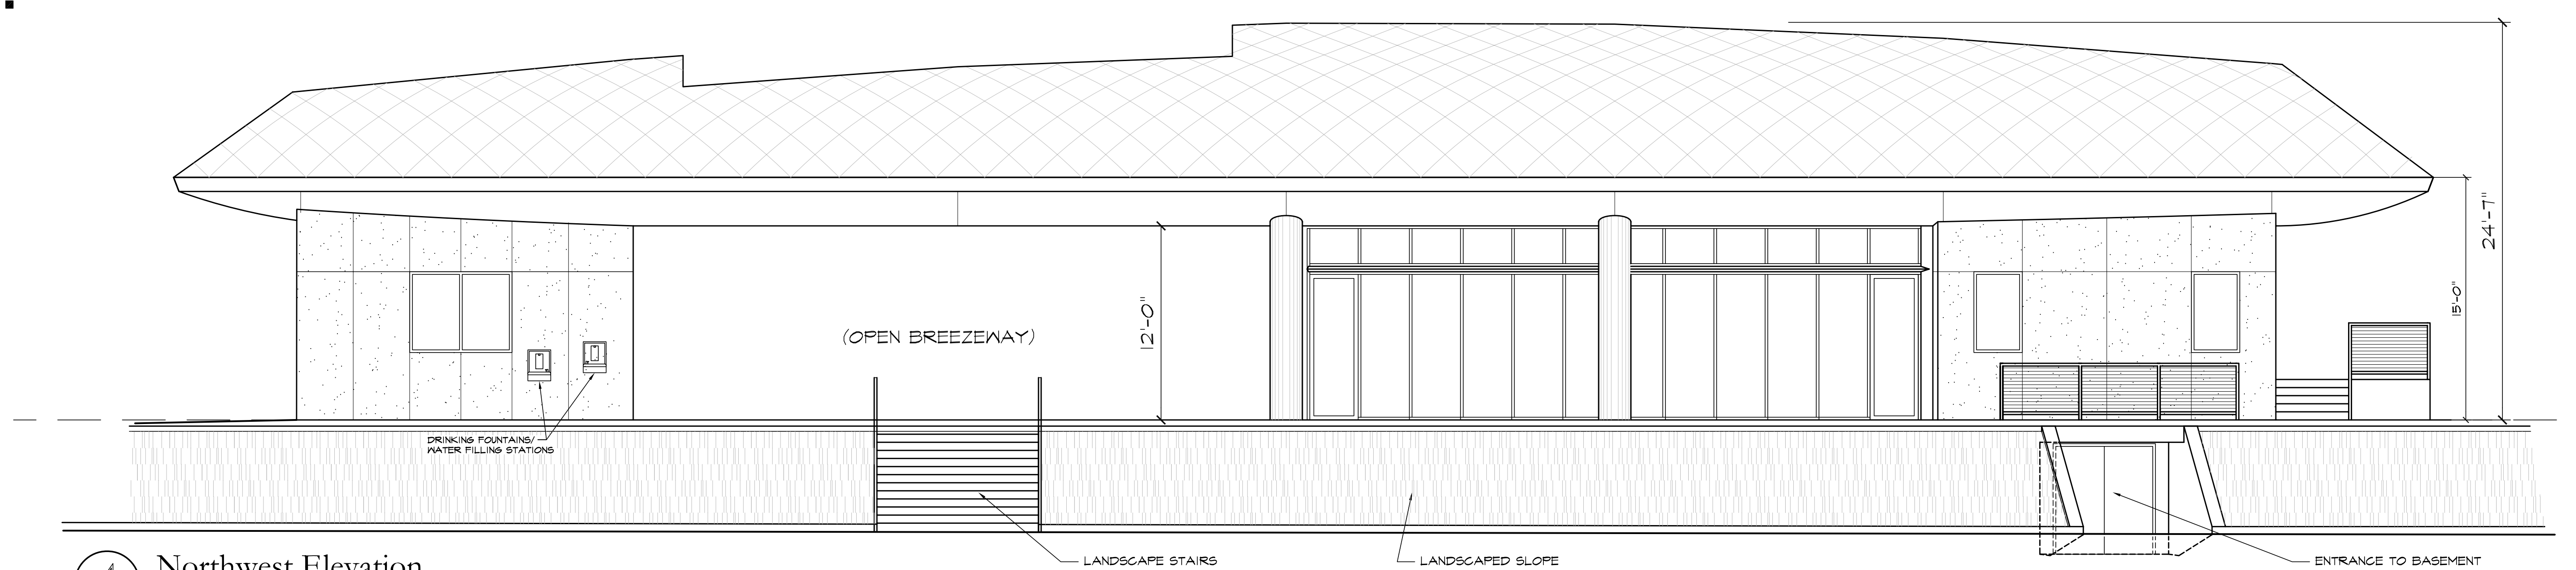 24'-7"
15'-0"
12'-0"
(OPEN BREEZEWAY)
DRINKING FOUNTAINS/
WATER FILLING STATIONS
LANDSCAPE STAIRS
LANDSCAPED SLOPE
ENTRANCE TO BASEMENT
Northwest Elevation